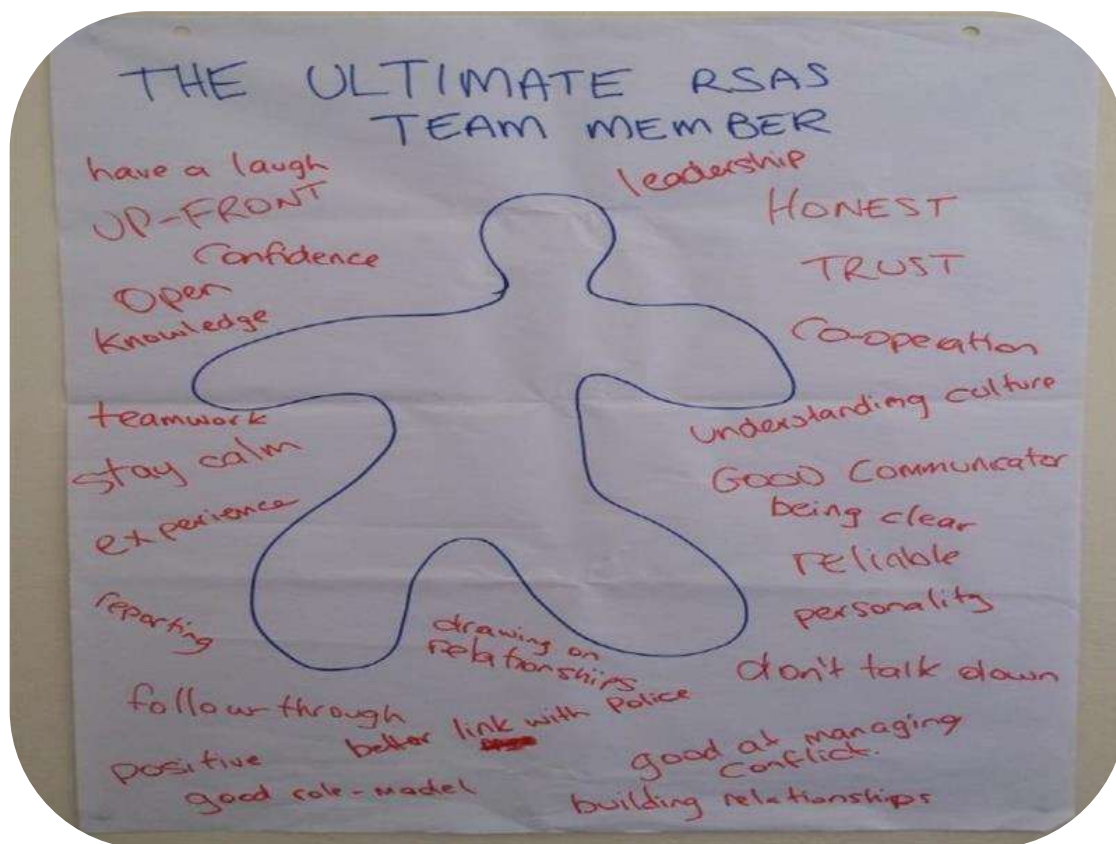 THE ULTIMATE RSAS
TEAM MEMBER
have a laugh
UP-FRONT
Confidence
Open
Knowledge
teamwork
stay calm
experience
reporting
follow-through
positive
good role-model
drawing on
relationships
better link with Police
leadership
HONEST
TRUST
Co-operation
understanding culture
GOOD COMMUNICATOR
being clear
reliable
personality
don't talk down
good at managing
conflict.
building relationships